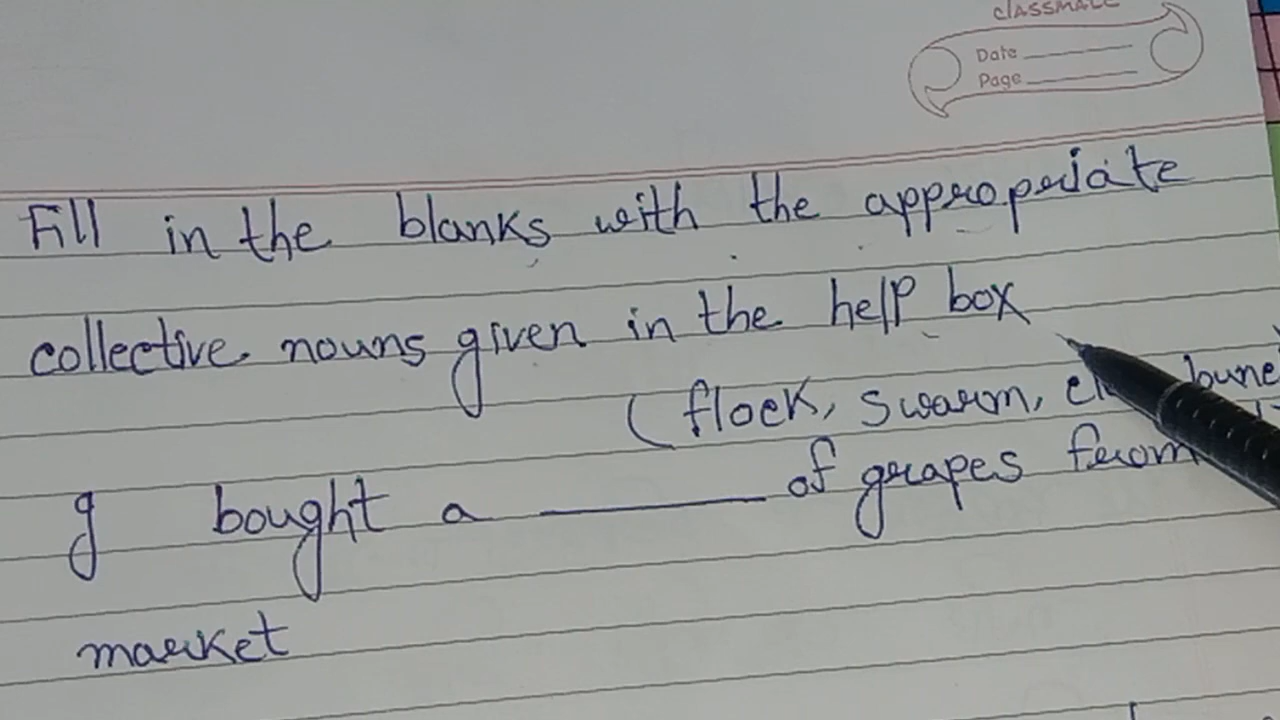 classmate
Date
Page
Fill in the blanks with the appropriate
collective nouns given in the help box
(flock, swarm,
I bought a ______ of grapes from
market